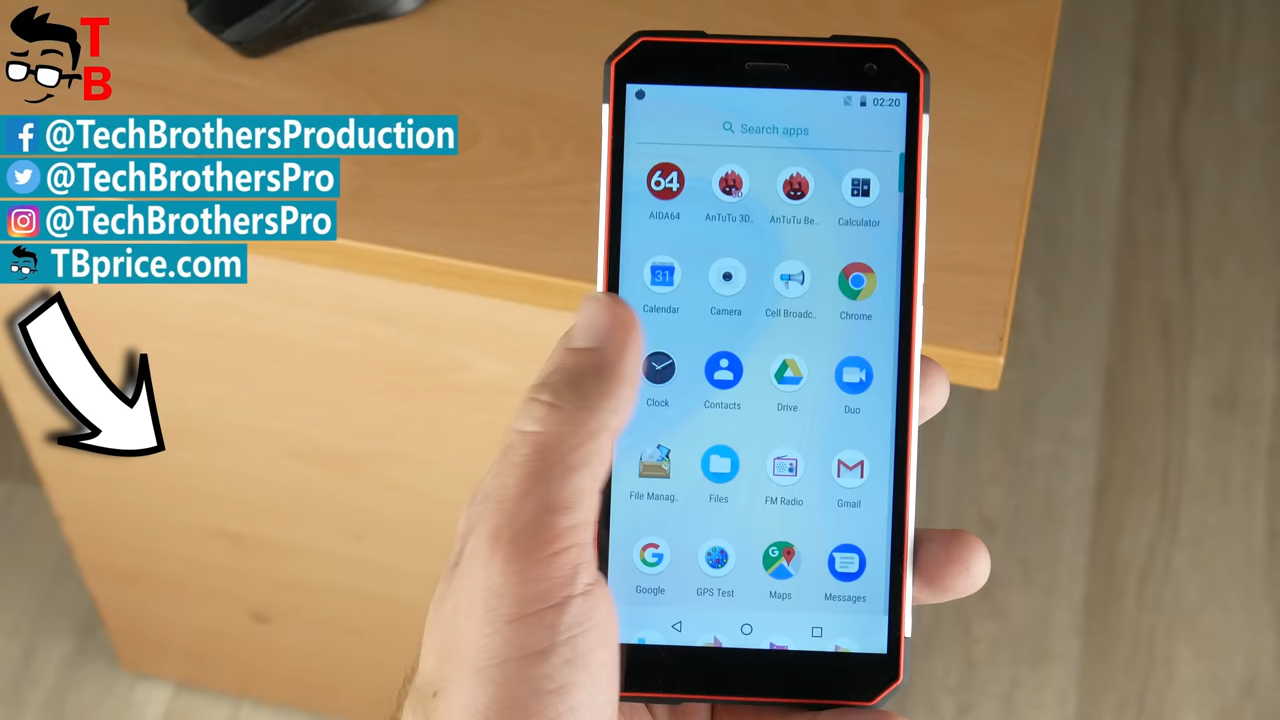 T
B
@TechBrothersProduction
@TechBrothersPro
@TechBrothersPro
TBprice.com
02:20
Search apps
64
AIDA64
AnTuTu 3D..
AnTuTu Be..
Calculator
31
Calendar
Camera
Cell Broadc..
Chrome
Clock
Contacts
Drive
Duo
File Manag..
Files
FM Radio
Gmail
Google
GPS Test
Maps
Messages